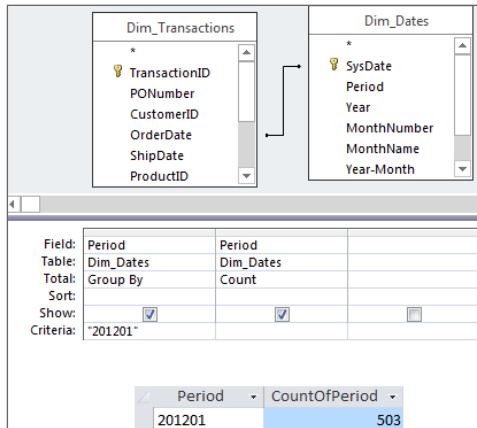 Dim_Transactions
*
TransactionID
PONumber
CustomerID
OrderDate
ShipDate
ProductID
Dim_Dates
*
SysDate
Period
Year
MonthNumber
MonthName
Year-Month
Field: Period Period
Table: Dim_Dates Dim_Dates
Total: Group By Count
Sort:
Show:
Criteria: "201201"
Period CountOfPeriod
201201 503